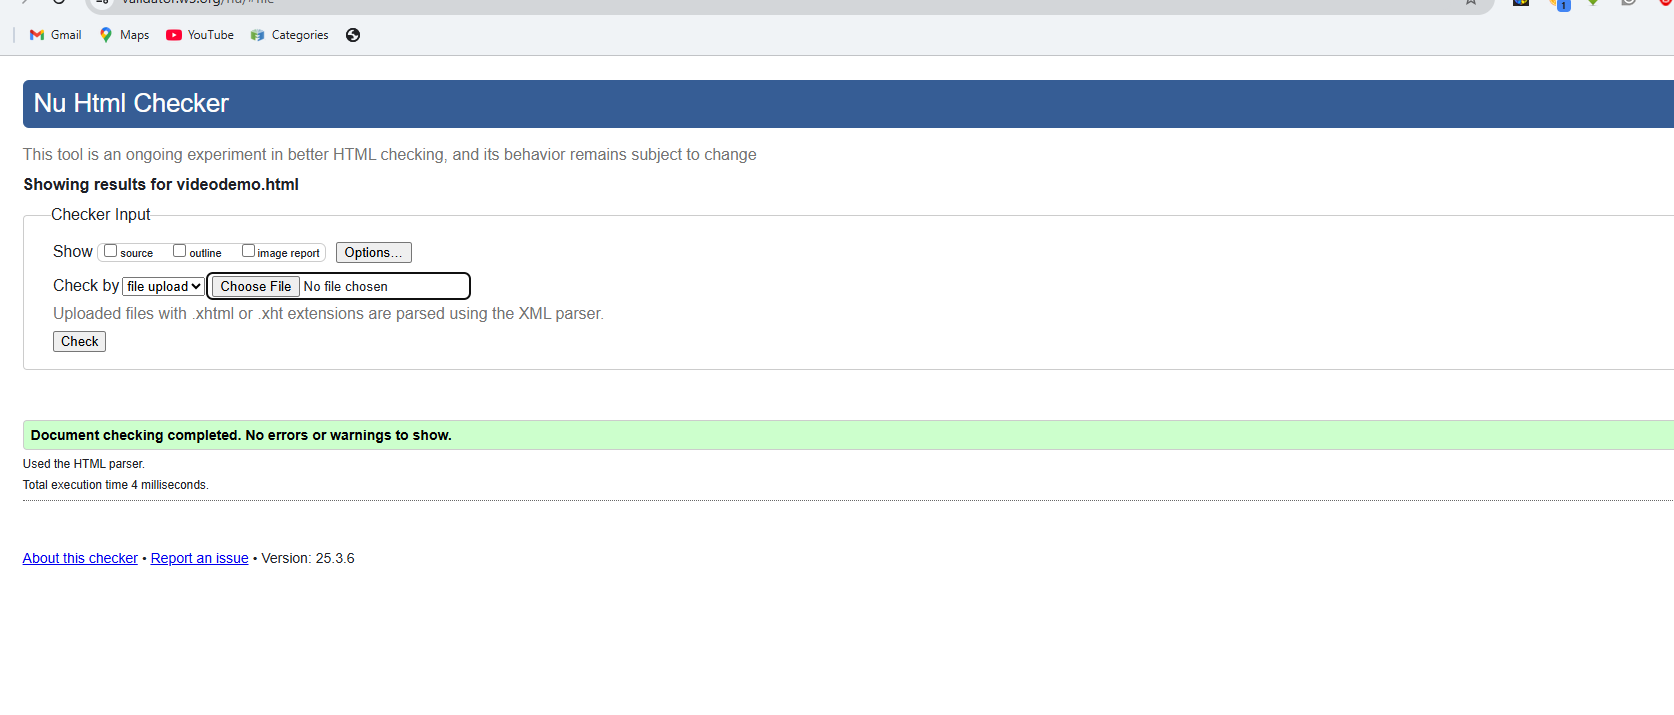 validator.w3.org/nu/#file
1
Gmail Maps YouTube Categories
Nu Html Checker
This tool is an ongoing experiment in better HTML checking, and its behavior remains subject to change
Showing results for videodemo.html
Checker Input
Show source outline image report Options...
Check by file upload Choose File No file chosen
Uploaded files with .xhtml or .xht extensions are parsed using the XML parser.
Check
Document checking completed. No errors or warnings to show.
Used the HTML parser.
Total execution time 4 milliseconds.
About this checker • Report an issue • Version: 25.3.6